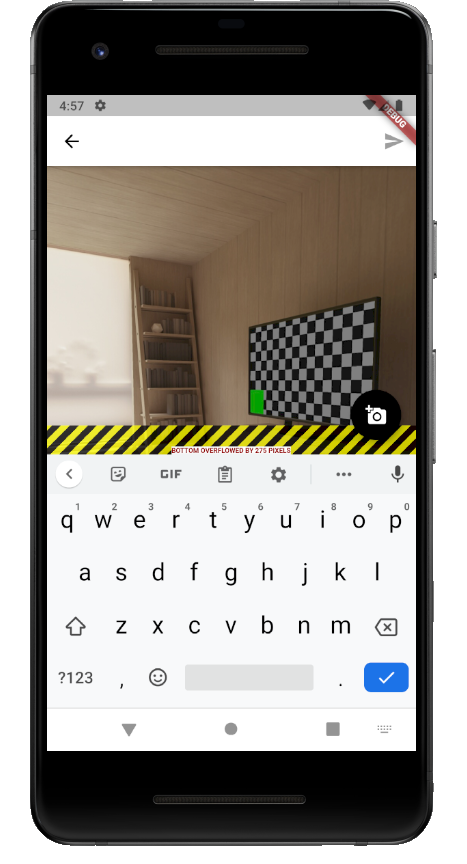 4:57
DEBUG
BOTTOM OVERFLOWED BY 275 PIXELS
GIF
1 2 3 4 5 6 7 8 9 0
q w e r t y u i o p
a s d f g h j k l
z x c v b n m
?123 , .